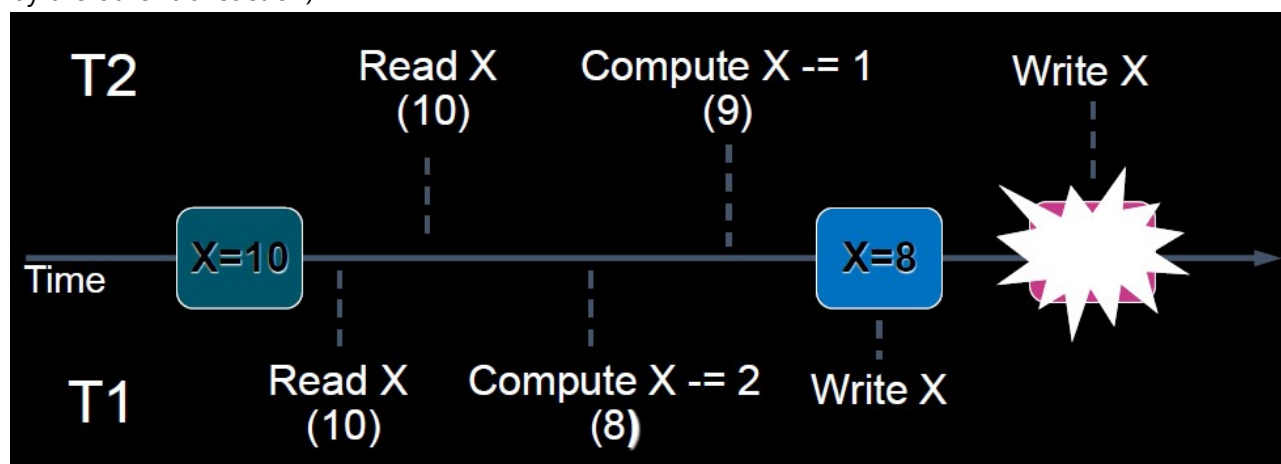 T2
Read X
(10)
Compute X -= 1
(9)
Write X
X=10
X=8
Time
T1
Read X
(10)
Compute X -= 2
(8)
Write X